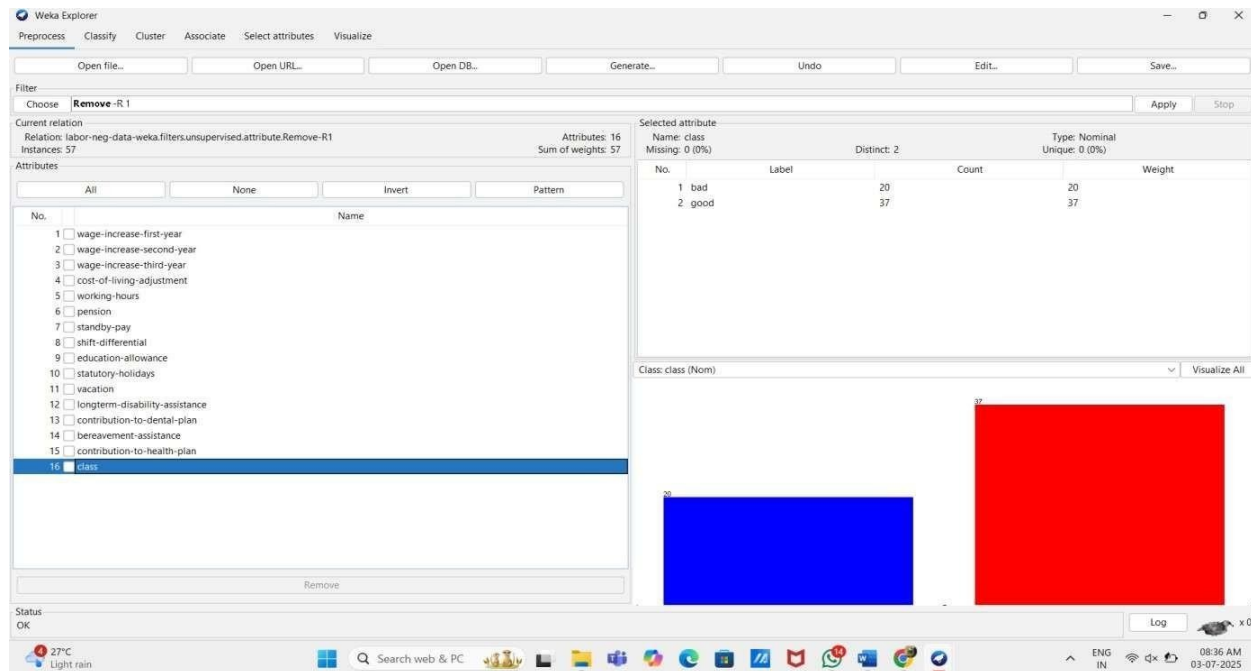 Weka Explorer
Preprocess Classify Cluster Associate Select attributes Visualize
Open file... Open URL... Open DB... Generate... Undo Edit... Save...
Filter
Choose Remove -R 1 Apply Stop
Current relation
Relation: labor-neg-data-weka.filters.unsupervised.attribute.Remove-R1 Attributes: 16
Instances: 57 Sum of weights: 57
Attributes
All None Invert Pattern
No. Name
1 wage-increase-first-year
2 wage-increase-second-year
3 wage-increase-third-year
4 cost-of-living-adjustment
5 working-hours
6 pension
7 standby-pay
8 shift-differential
9 education-allowance
10 statutory-holidays
11 vacation
12 longterm-disability-assistance
13 contribution-to-dental-plan
14 bereavement-assistance
15 contribution-to-health-plan
16 class
Remove
Selected attribute
Name: class Type: Nominal
Missing: 0 (0%) Distinct: 2 Unique: 0 (0%)
No. Label Count Weight
1 bad 20 20
2 good 37 37
Class: class (Nom) Visualize All
37
20
Status
OK
Log x 0
4
27°C
Light rain
Search web & PC
ENG
IN
08:36 AM
03-07-2025